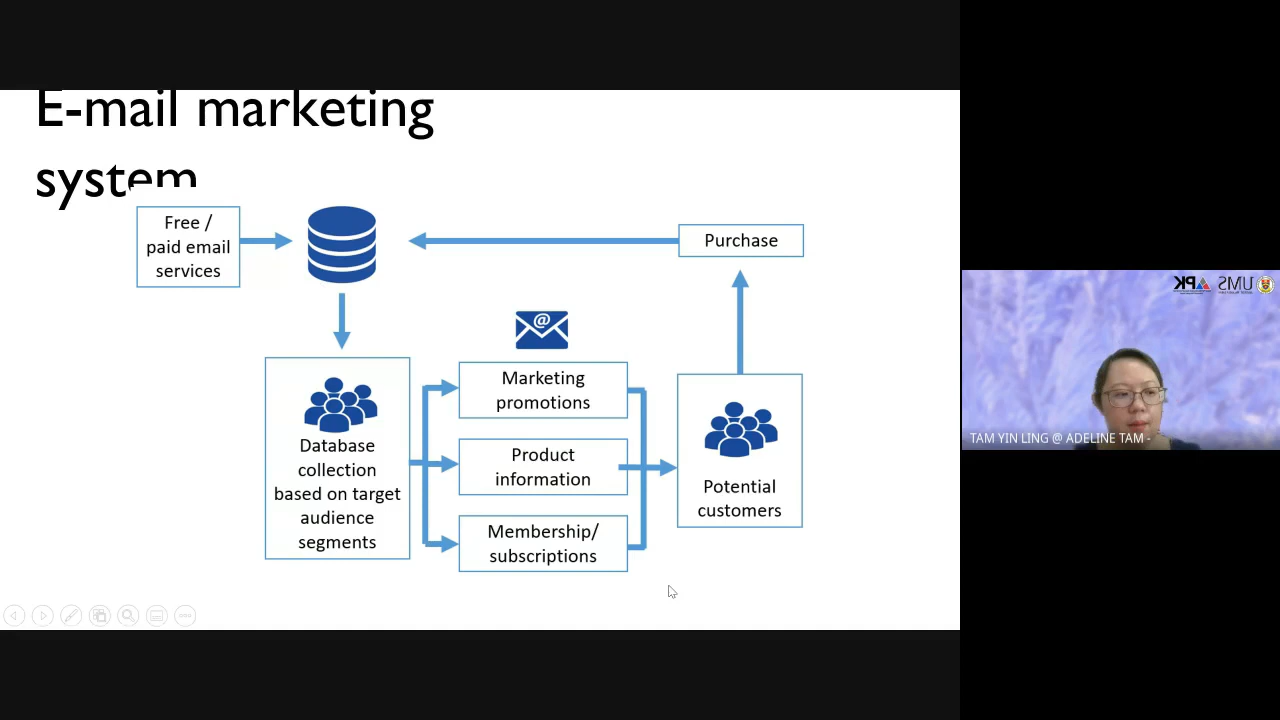 E-mail marketing
system
Free /
paid email
services
Purchase
@
Marketing
promotions
Product
information
Membership/
subscriptions
Database
collection
based on target
audience
segments
Potential
customers
UMS
TAM YIN LING @ ADELINE TAM -